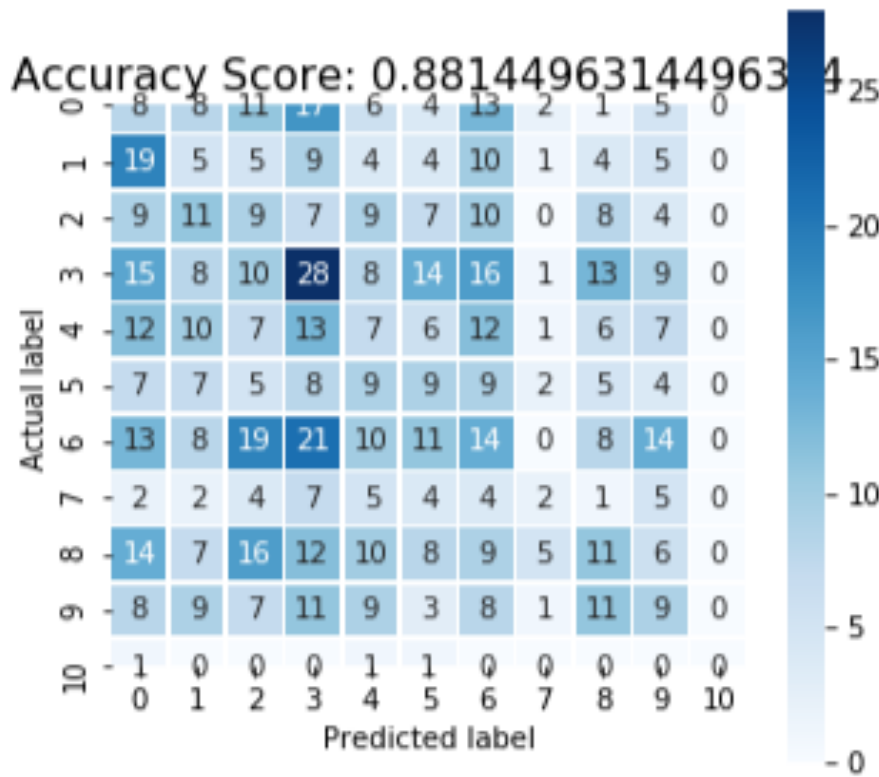 Accuracy Score: 0.8814496314496314
25
0 8 8 11 17 6 4 13 2 1 5 0
1 19 5 5 9 4 4 10 1 4 5 0
2 9 11 9 7 9 7 10 0 8 4 0
20
3 15 8 10 28 8 14 16 1 13 9 0
4 12 10 7 13 7 6 12 1 6 7 0
15
5 7 7 5 8 9 9 9 2 5 4 0
Actual label
6 13 8 19 21 10 11 14 0 8 14 0
10
7 2 2 4 7 5 4 4 2 1 5 0
8 14 7 16 12 10 8 9 5 11 6 0
9 8 9 7 11 9 3 8 1 11 9 0
5
10 1 0 0 0 1 1 0 0 0 0 0
0 1 2 3 4 5 6 7 8 9 10
Predicted label
0